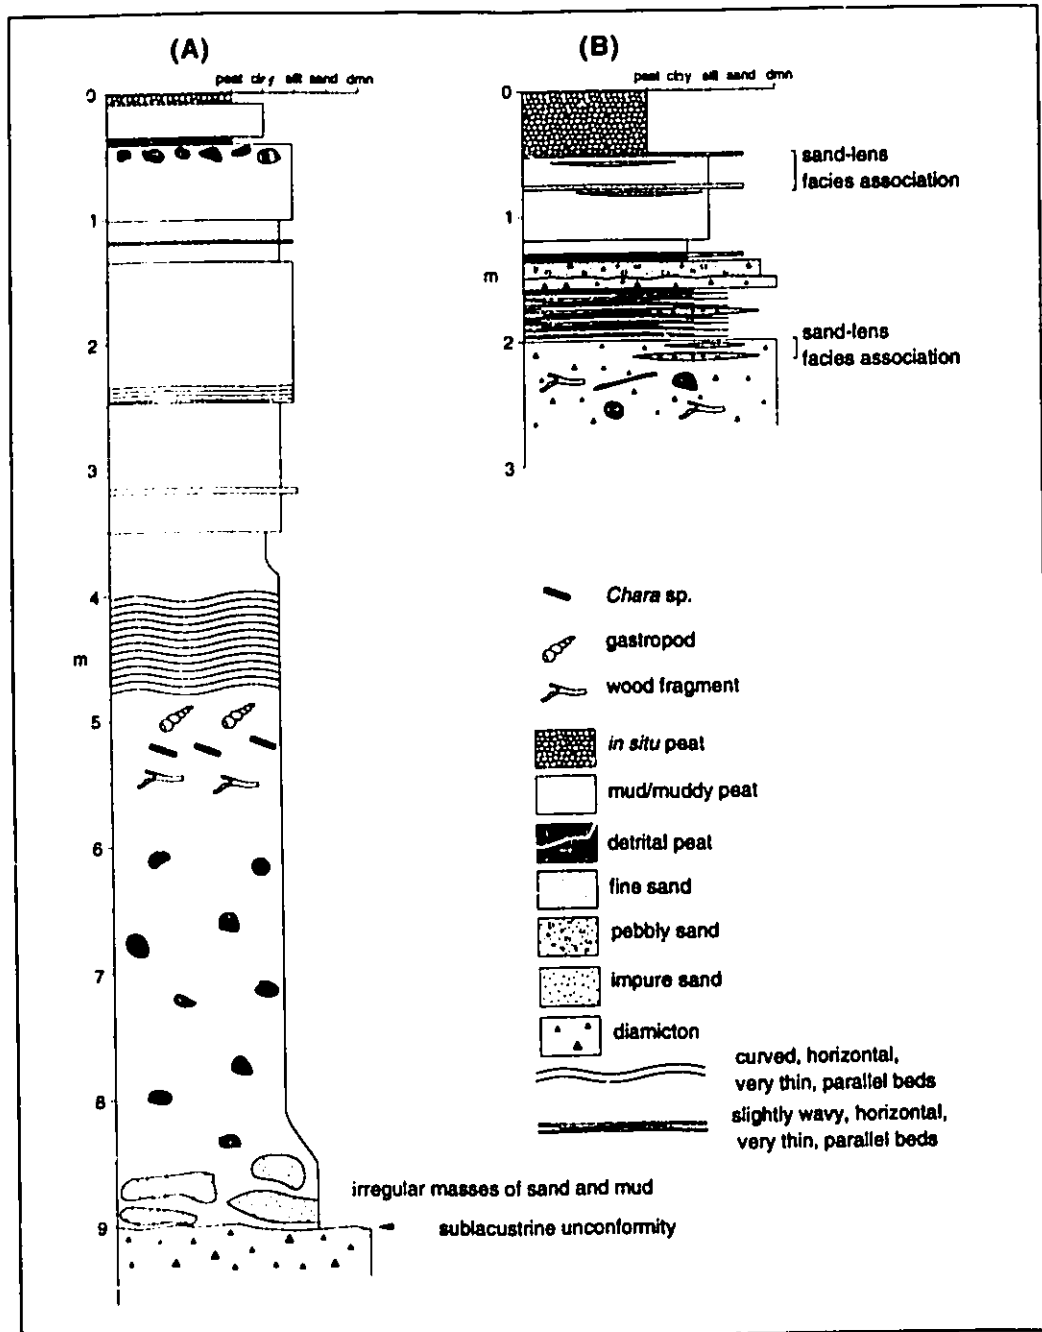 (A)
peat clay silt sand dmn
0
1
2
3
4
m
5
6
7
8
9
irregular masses of sand and mud
sublacustrine unconformity
(B)
peat clay silt sand dmn
0
1
m
2
3
sand-lens
facies association
sand-lens
facies association
Chara sp.
gastropod
wood fragment
in situ peat
mud/muddy peat
detrital peat
fine sand
pebbly sand
impure sand
diamicton
curved, horizontal,
very thin, parallel beds
slightly wavy, horizontal,
very thin, parallel beds